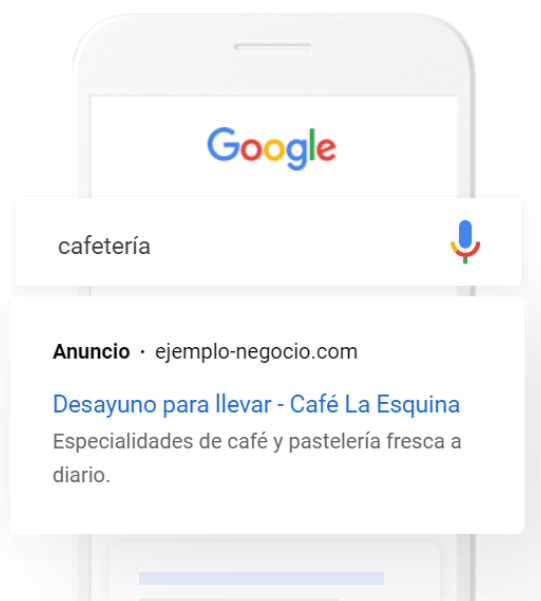 Google
cafetería
Anuncio · ejemplo-negocio.com
Desayuno para llevar - Café La Esquina
Especialidades de café y pastelería fresca a
diario.